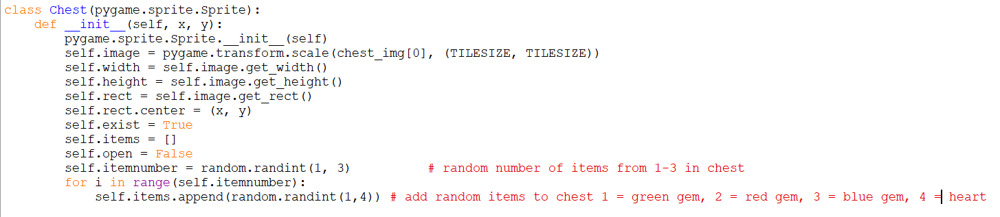 class Chest(pygame.sprite.Sprite):
    def __init__(self, x, y):
        pygame.sprite.Sprite.__init__(self)
        self.image = pygame.transform.scale(chest_img[0], (TILESIZE, TILESIZE))
        self.width = self.image.get_width()
        self.height = self.image.get_height()
        self.rect = self.image.get_rect()
        self.rect.center = (x, y)
        self.exist = True
        self.items = []
        self.open = False
        self.itemnumber = random.randint(1, 3)          # random number of items from 1-3 in chest
        for i in range(self.itemnumber):
            self.items.append(random.randint(1,4)) # add random items to chest 1 = green gem, 2 = red gem, 3 = blue gem, 4 = heart